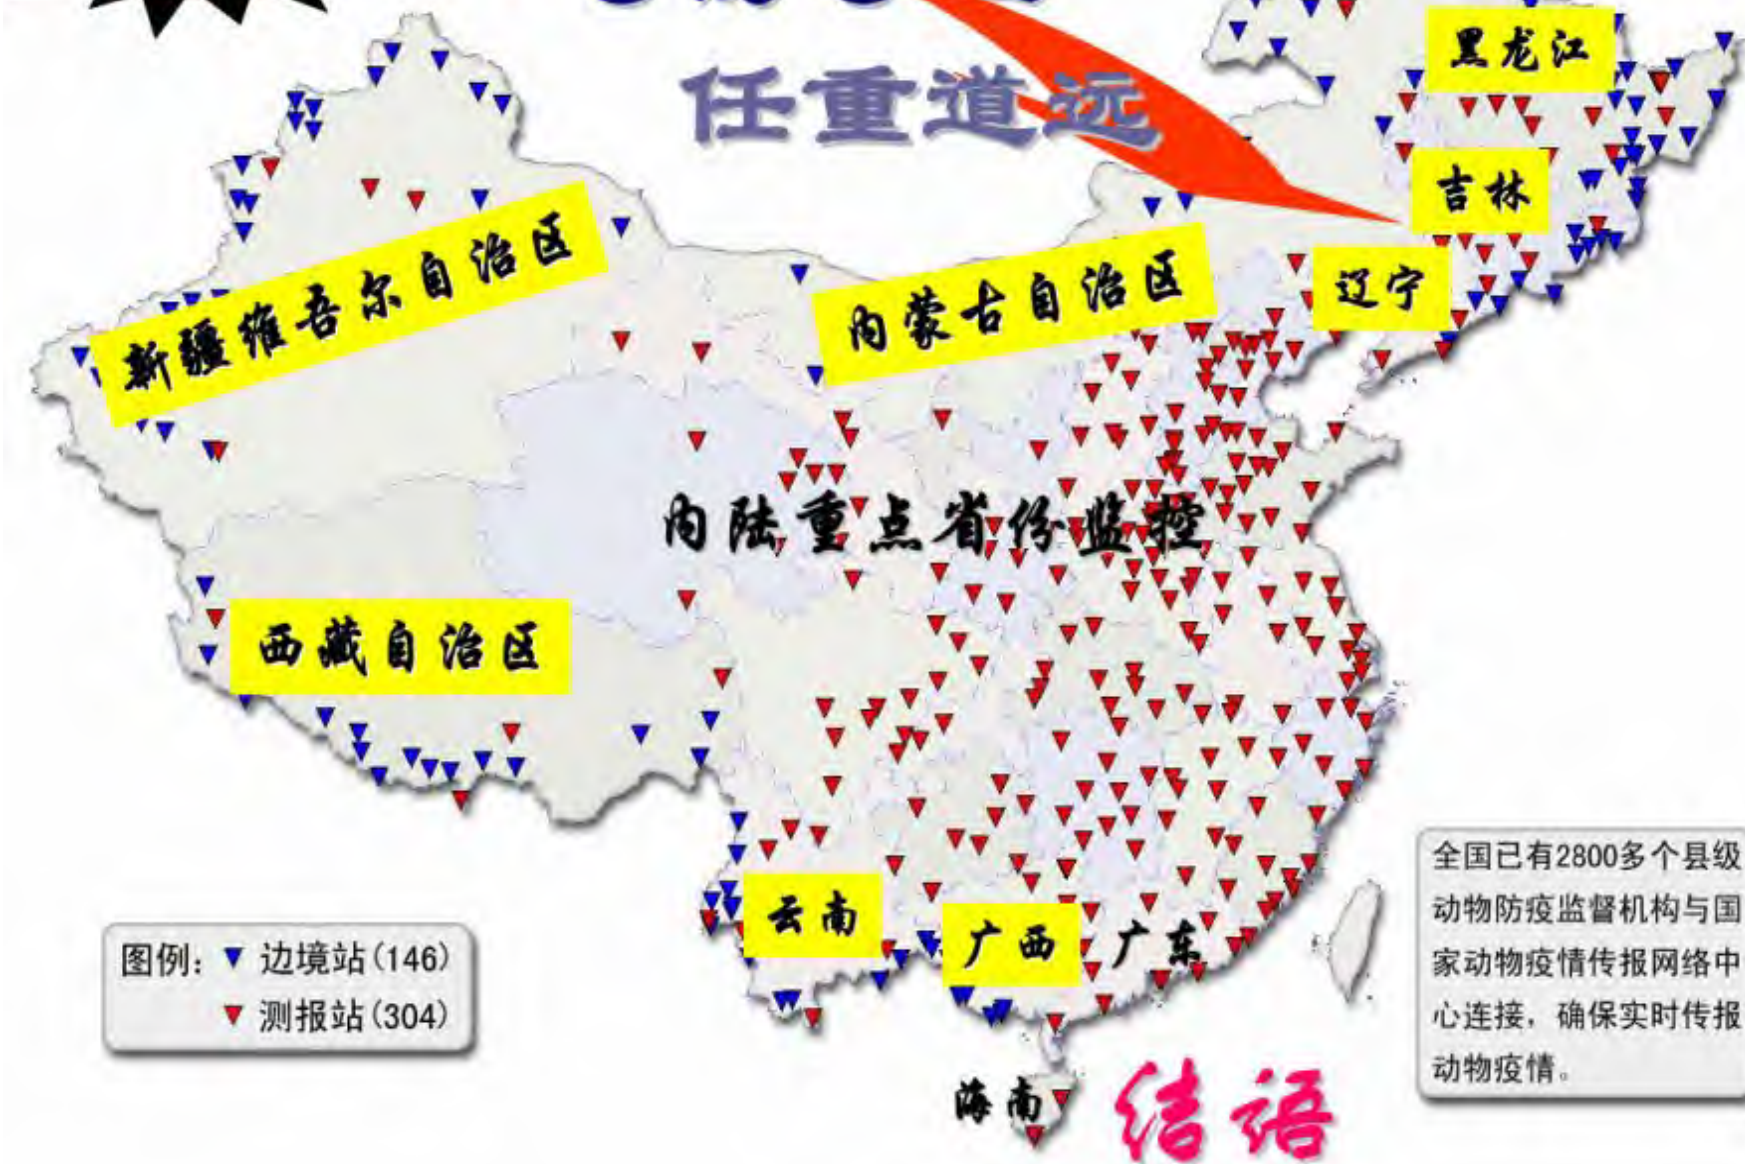 任重道远
黑龙江
吉林
辽宁
内蒙古自治区
新疆维吾尔自治区
内陆重点省份监控
西藏自治区
云南
广西
广东
海南
图例：▼ 边境站(146)
▼ 测报站(304)
全国已有2800多个县级
动物防疫监督机构与国
家动物疫情传报网络中
心连接，确保实时传报
动物疫情。
结语